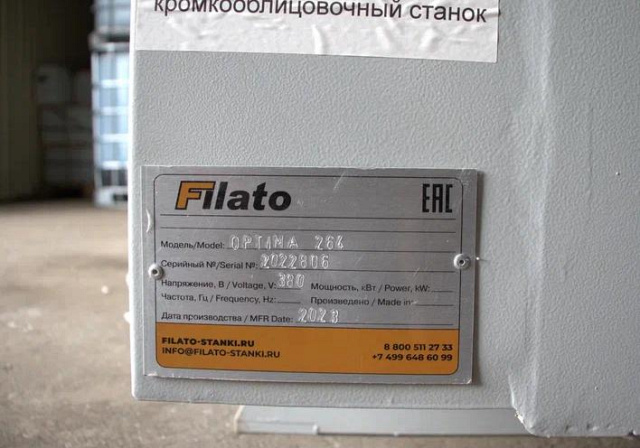 кромкооблицовочный станок
Filato EAC
Модель/Model: OPTIMA 268
Серийный №/Serial №: 2022806
Напряжение, В / Voltage, V: 380 Мощность, кВт / Power, kW:
Частота, Гц / Frequency, Hz: Произведено / Made in:
Дата производства / MFR Date: 2023
FILATO-STANKI.RU 8 800 511 27 33
INFO@FILATO-STANKI.RU +7 499 648 60 99